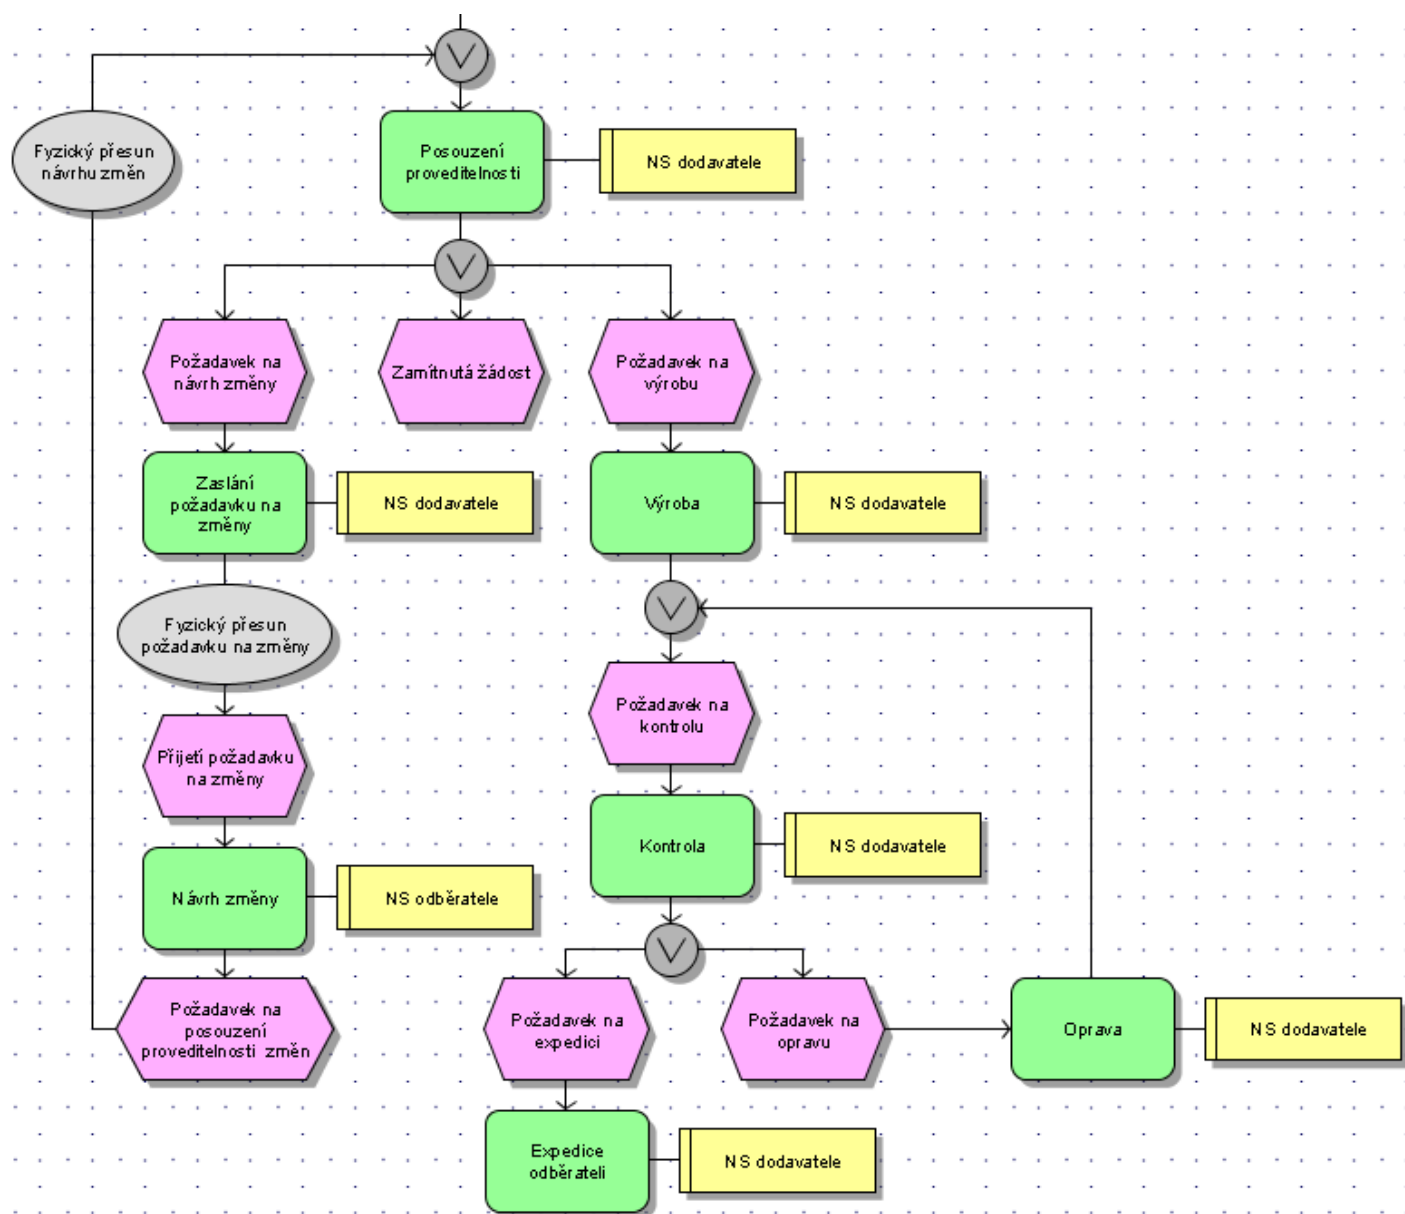 Fyzický přesun
návrhu změn
Posouzení
proveditelnosti
NS dodavatele
Požadavek na
návrh změny
Zamítnutá žádost
Požadavek na
výrobu
Zaslání
požadavku na
změny
NS dodavatele
Výroba
NS dodavatele
Fyzický přesun
požadavku na změny
Požadavek na
kontrolu
Přijetí požadavku
na změny
Kontrola
NS dodavatele
Návrh změny
NS odběratele
Požadavek na
posouzení
proveditelnosti změn
Požadavek na
expedici
Požadavek na
opravu
Oprava
NS dodavatele
Expedice
odběrateli
NS dodavatele